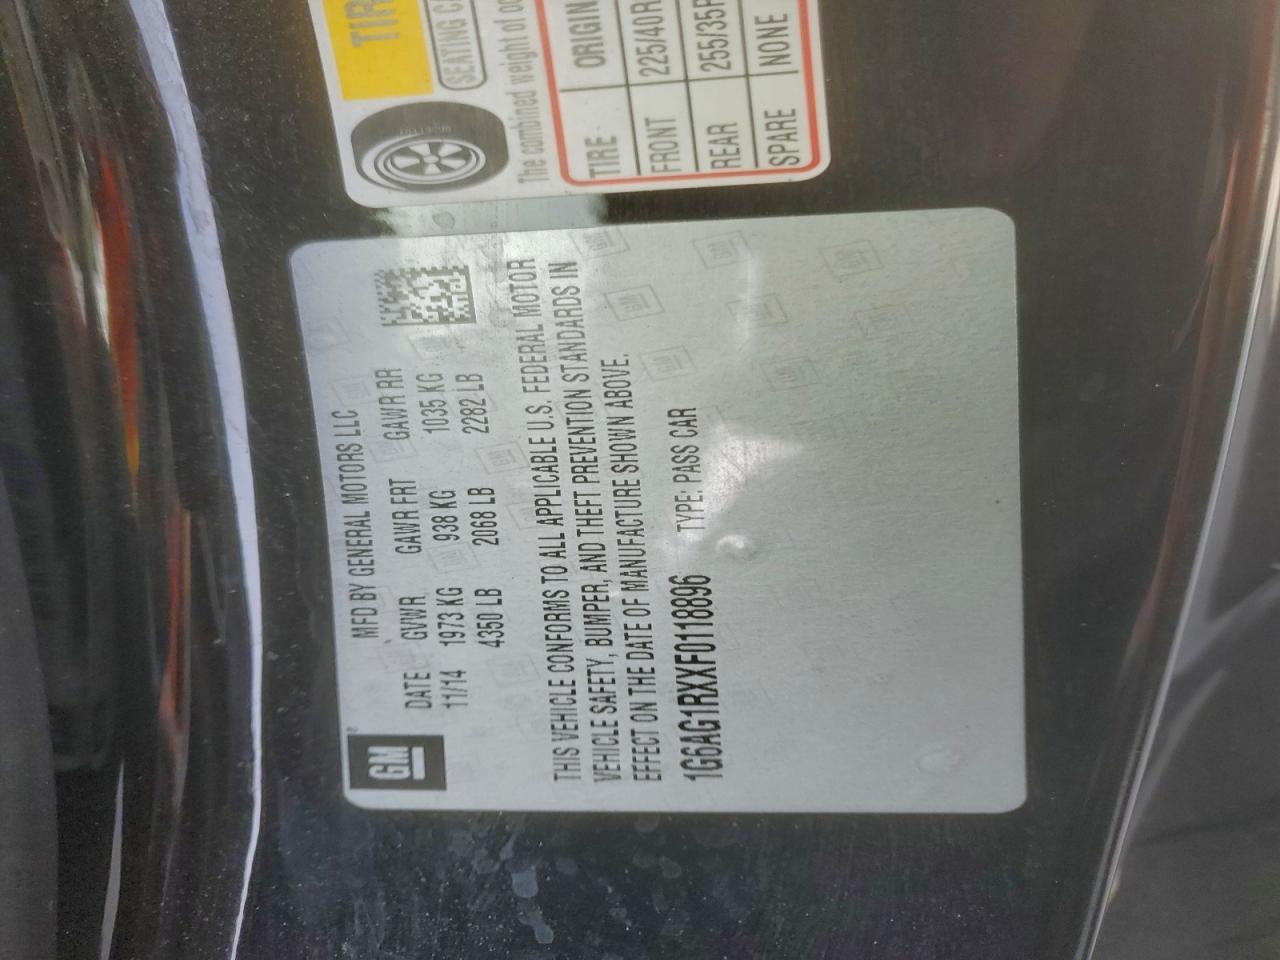 TIR
SEATING C
The combined weight of oc
TIRE ORIGIN
FRONT 225/40R
REAR 255/35R
SPARE NONE
GM
MFD BY GENERAL MOTORS LLC
DATE GVWR GAWR FRT GAWR RR
11/14 1973 KG 938 KG 1035 KG
4350 LB 2068 LB 2282 LB
THIS VEHICLE CONFORMS TO ALL APPLICABLE U.S. FEDERAL MOTOR
VEHICLE SAFETY, BUMPER, AND THEFT PREVENTION STANDARDS IN
EFFECT ON THE DATE OF MANUFACTURE SHOWN ABOVE.
1G6AG1RXXF0118896 TYPE: PASS CAR